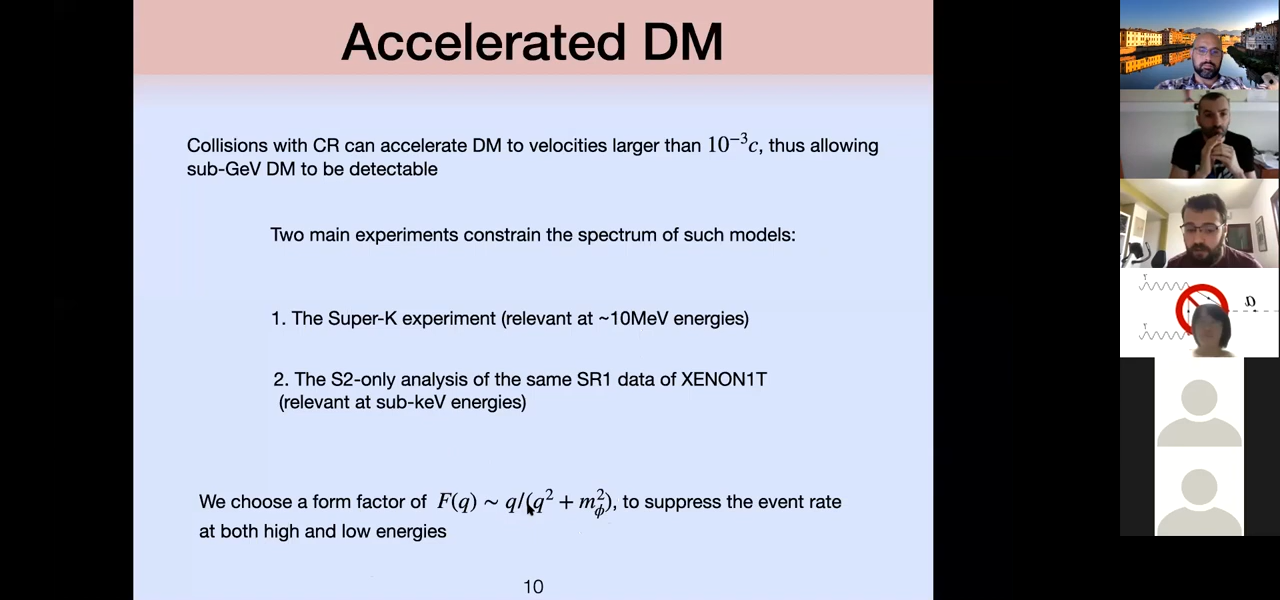 Accelerated DM
Collisions with CR can accelerate DM to velocities larger than 10⁻³c, thus allowing
sub-GeV DM to be detectable
Two main experiments constrain the spectrum of such models:
1. The Super-K experiment (relevant at ~10MeV energies)
2. The S2-only analysis of the same SR1 data of XENON1T
(relevant at sub-keV energies)
We choose a form factor of F(q) ~ q/(q² + m_ϕ²), to suppress the event rate
at both high and low energies
10